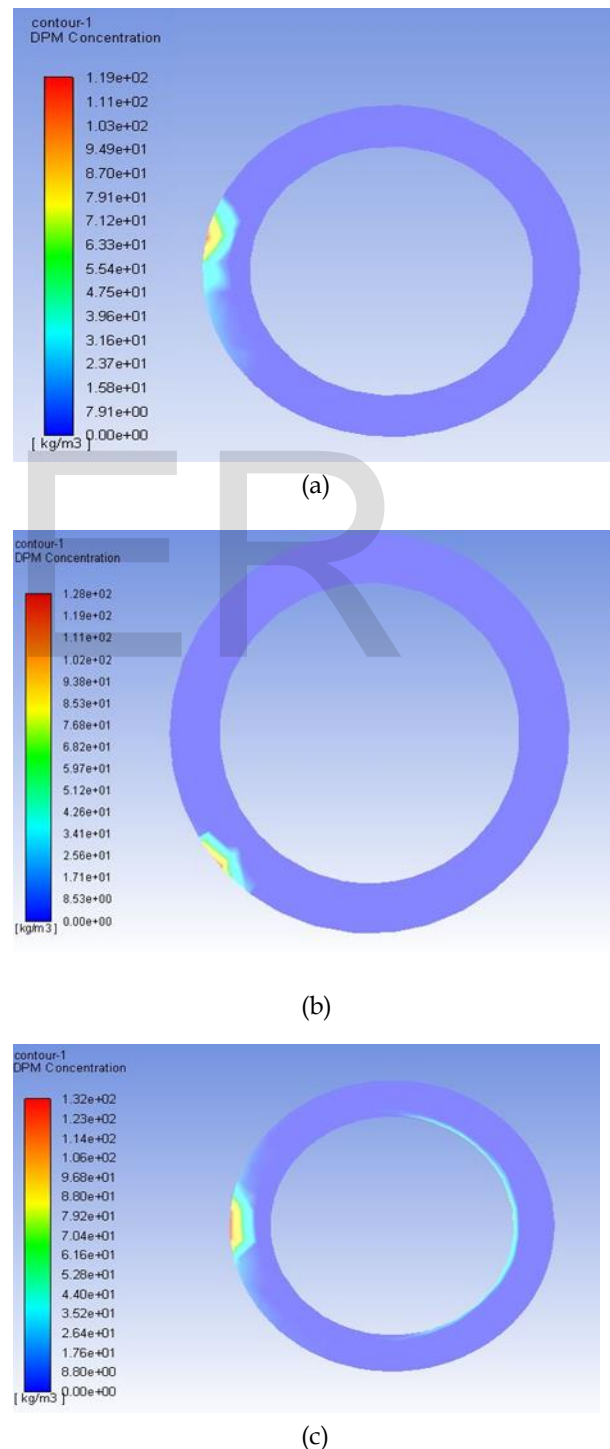 contour-1
DPM Concentration
1.19e+02
1.11e+02
1.03e+02
9.49e+01
8.70e+01
7.91e+01
7.12e+01
6.33e+01
5.54e+01
4.75e+01
3.96e+01
3.16e+01
2.37e+01
1.58e+01
7.91e+00
0.00e+00
[ kg/m3 ]
(a)
ER
contour-1
DPM Concentration
1.28e+02
1.19e+02
1.11e+02
1.02e+02
9.38e+01
8.53e+01
7.68e+01
6.82e+01
5.97e+01
5.12e+01
4.26e+01
3.41e+01
2.56e+01
1.71e+01
8.53e+00
0.00e+00
[kg/m3 ]
(b)
contour-1
DPM Concentration
1.32e+02
1.23e+02
1.14e+02
1.06e+02
9.68e+01
8.80e+01
7.92e+01
7.04e+01
6.16e+01
5.28e+01
4.40e+01
3.52e+01
2.64e+01
1.76e+01
8.80e+00
0.00e+00
[ kg/m3 ]
(c)